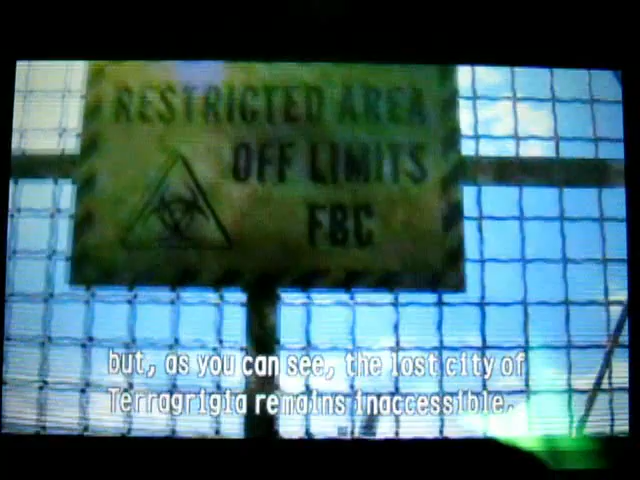 RESTRICTED AREA
OFF LIMITS
FBC
but, as you can see, the lost city of
Terragrigia remains inaccessible.